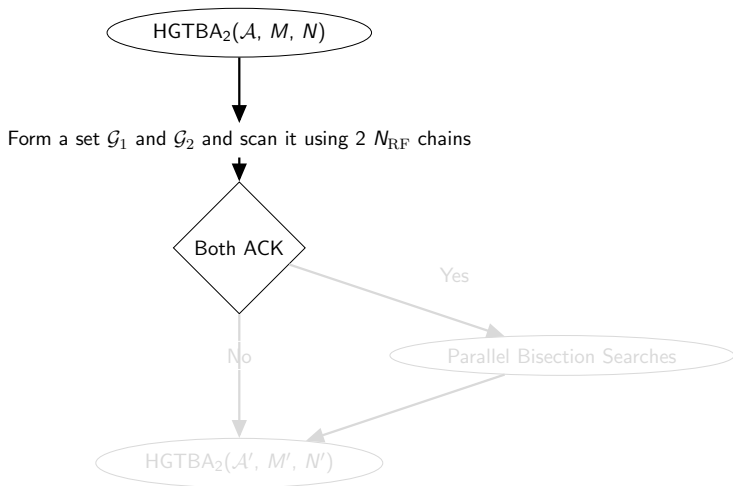 HGTBA₂(𝒜, M, N)
Form a set 𝒢₁ and 𝒢₂ and scan it using 2 N_RF chains
Both ACK
Yes
No
Parallel Bisection Searches
HGTBA₂(𝒜′, M′, N′)